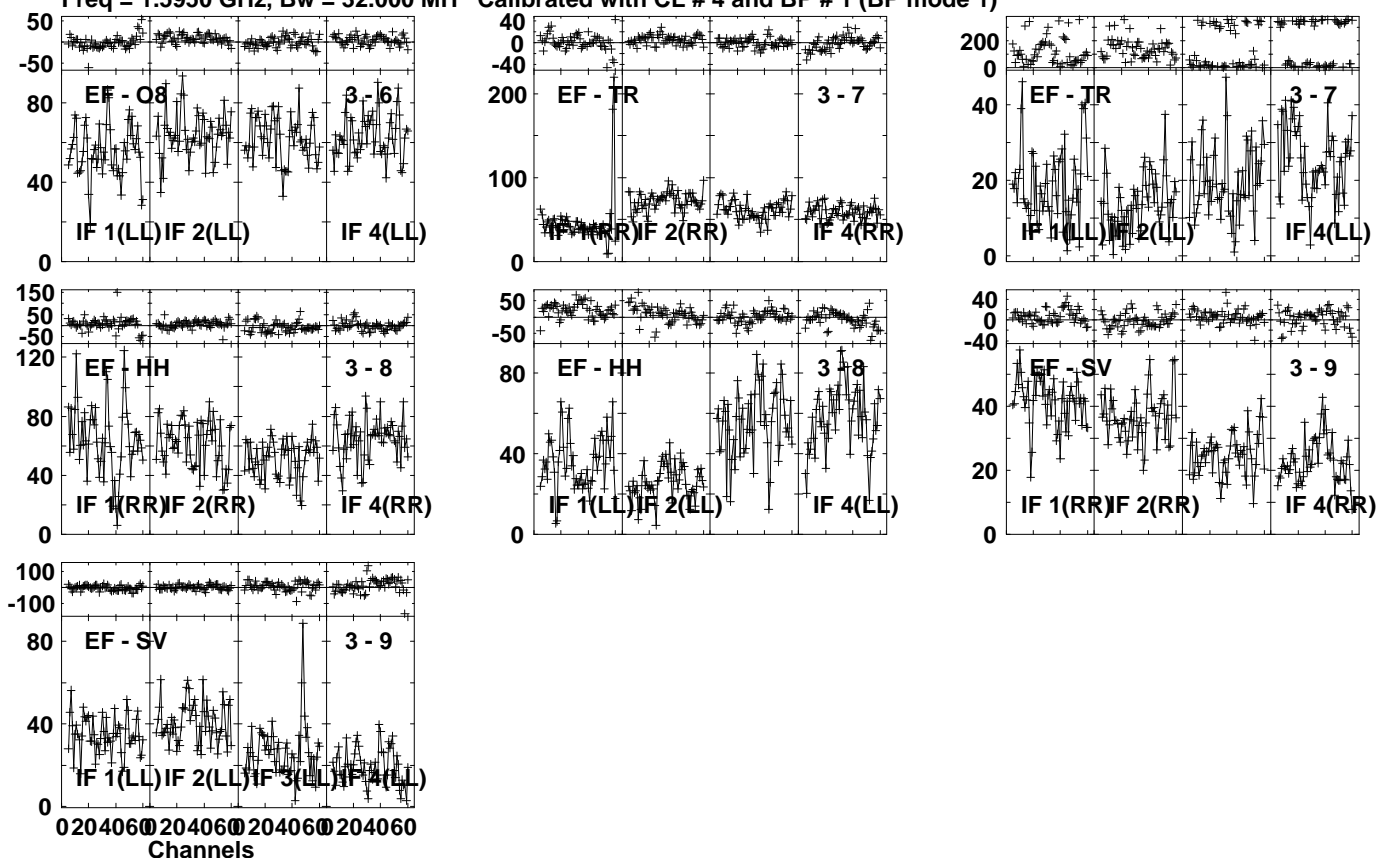 Freq = 1.5950 GHz, Bw = 32.000 MH Calibrated with CL # 4 and BP # 1 (BP mode 1)
50
-50
80
40
0
EF - O8
3 - 6
IF 1(LL) IF 2(LL) IF 4(LL)
40
0
-40
200
100
0
EF - TR
3 - 7
IF 1(RR) IF 2(RR) IF 4(RR)
200
0
40
20
0
EF - TR
3 - 7
IF 1(LL) IF 2(LL) IF 4(LL)
150
50
-50
120
80
40
0
EF - HH
3 - 8
IF 1(RR) IF 2(RR) IF 4(RR)
50
-50
80
40
0
EF - HH
3 - 8
IF 1(LL) IF 2(LL) IF 4(LL)
40
0
-40
40
20
0
EF - SV
3 - 9
IF 1(RR) IF 2(RR) IF 4(RR)
100
-100
80
40
0
EF - SV
3 - 9
IF 1(LL) IF 2(LL) IF 3(LL) IF 4(LL)
0 20 40 60 0 20 40 60 0 20 40 60 0 20 40 60
Channels